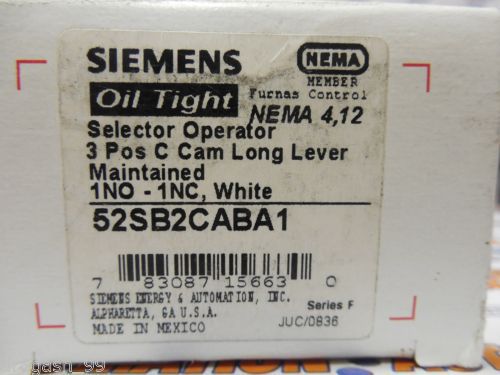 SIEMENS
NEMA
MEMBER
Oil Tight
Furnas Control
NEMA 4,12
Selector Operator
3 Pos C Cam Long Lever
Maintained
1NO - 1NC, White
52SB2CABA1
7 83087 15663 0
SIEMENS ENERGY & AUTOMATION, INC.
ALPHARETTA, GA U.S.A.
MADE IN MEXICO
Series F
JUC/0836